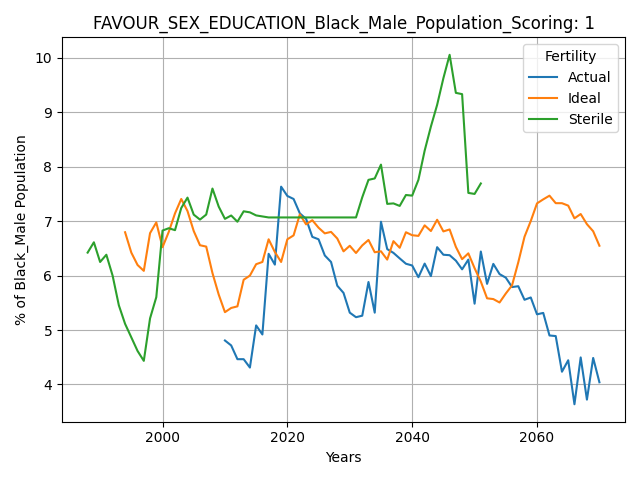 FAVOUR_SEX_EDUCATION_Black_Male_Population_Scoring: 1
Fertility
Actual
Ideal
Sterile
% of Black_Male Population
10
9
8
7
6
5
4
2000 2020 2040 2060
Years